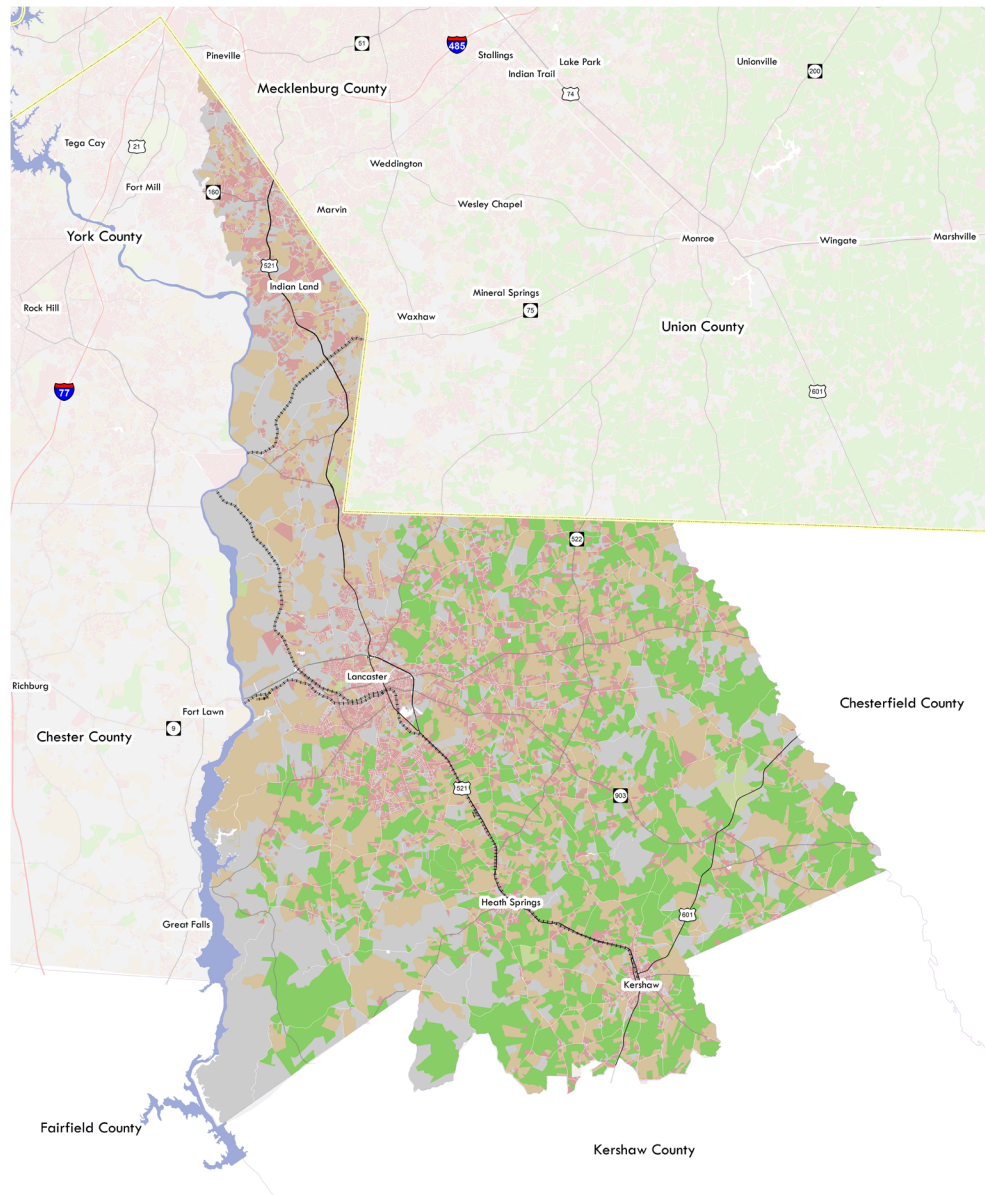 51
485
Pineville
Stallings
Lake Park
Unionville
200
Indian Trail
74
Mecklenburg County
Tega Cay
21
Weddington
Fort Mill
160
Marvin
Wesley Chapel
York County
Monroe
Wingate
Marshville
521
Indian Land
Mineral Springs
Rock Hill
Waxhaw
75
Union County
77
601
522
Lancaster
Richburg
Fort Lawn
9
Chester County
Chesterfield County
521
903
Heath Springs
601
Great Falls
Kershaw
Fairfield County
Kershaw County